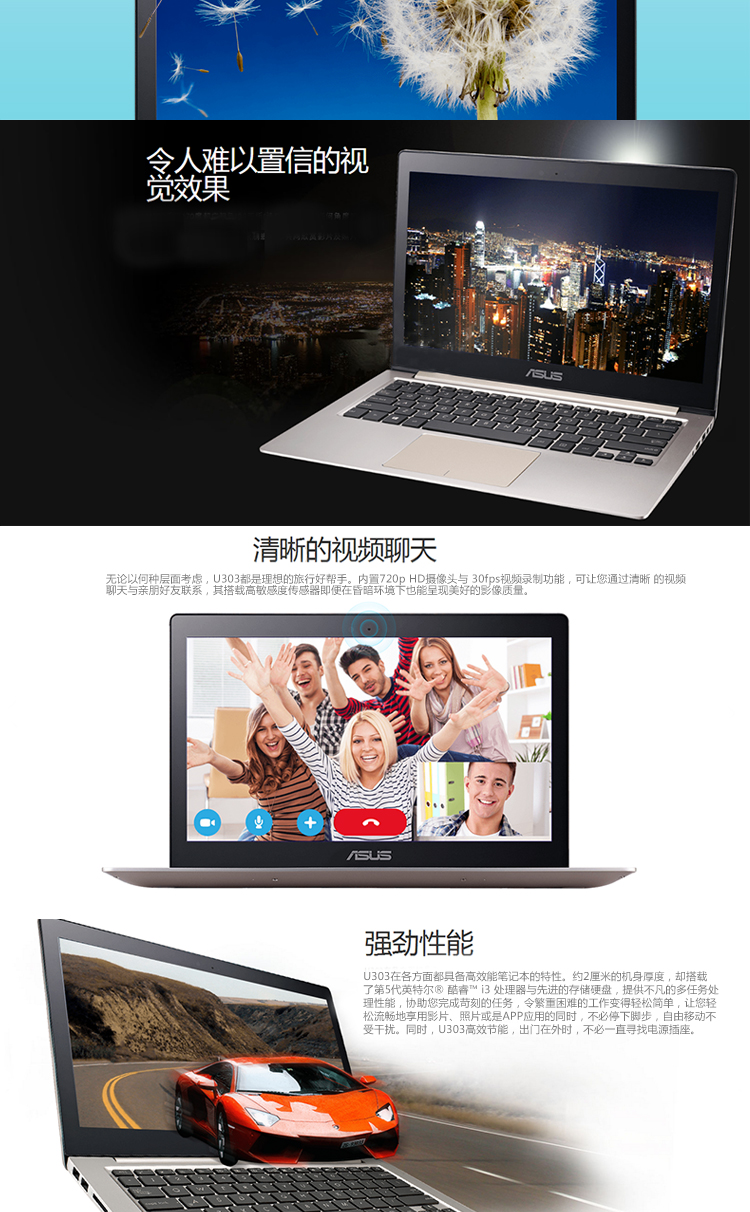 令人难以置信的视
觉效果
ASUS
清晰的视频聊天
无论以何种层面考虑，U303都是理想的旅行好帮手。内置720p HD摄像头与 30fps视频录制功能，可让您通过清晰 的视频
聊天与亲朋好友联系，其搭载高敏感度传感器即便在昏暗环境下也能呈现美好的影像质量。
ASUS
强劲性能
U303在各方面都具备高效能笔记本的特性。约2厘米的机身厚度，却搭载
了第5代英特尔® 酷睿™ i3 处理器与先进的存储硬盘，提供不凡的多任务处
理性能，协助您完成苛刻的任务，令繁重困难的工作变得轻松简单，让您轻
松流畅地享用影片、照片或是APP应用的同时，不必停下脚步，自由移动不
受干扰。同时，U303高效节能，出门在外时，不必一直寻找电源插座。